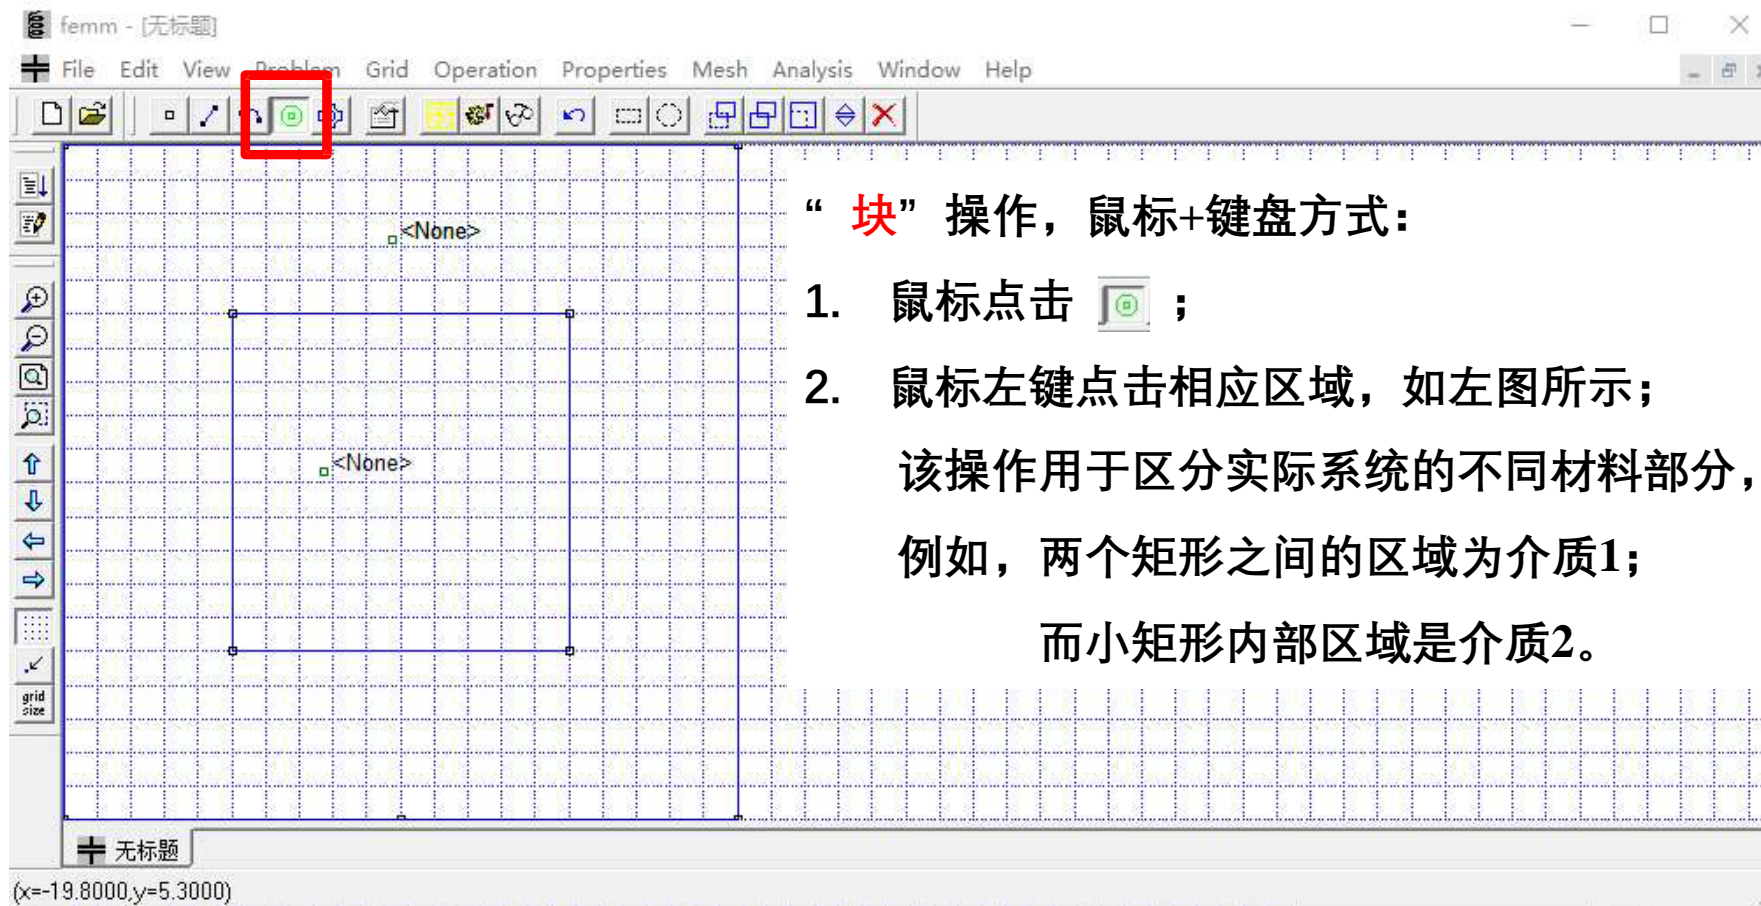 femm - [无标题]
File Edit View Problem Grid Operation Properties Mesh Analysis Window Help
<None>
<None>
grid
size
“ 块” 操作，鼠标+键盘方式：
1. 鼠标点击 ；
2. 鼠标左键点击相应区域，如左图所示；
该操作用于区分实际系统的不同材料部分，
例如，两个矩形之间的区域为介质1；
而小矩形内部区域是介质2。
无标题
(x=-19.8000,y=5.3000)